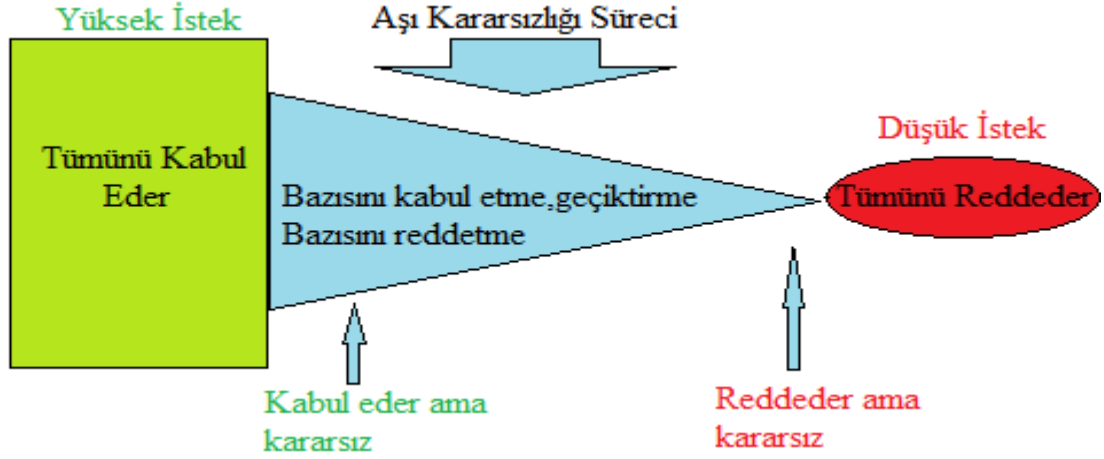 Yüksek İstek
Aşı Kararsızlığı Süreci
Tümünü Kabul
Eder
Bazısını kabul etme,geçiktirme
Bazısını reddetme
Düşük İstek
Tümünü Reddeder
Kabul eder ama
kararsız
Reddeder ama
kararsız